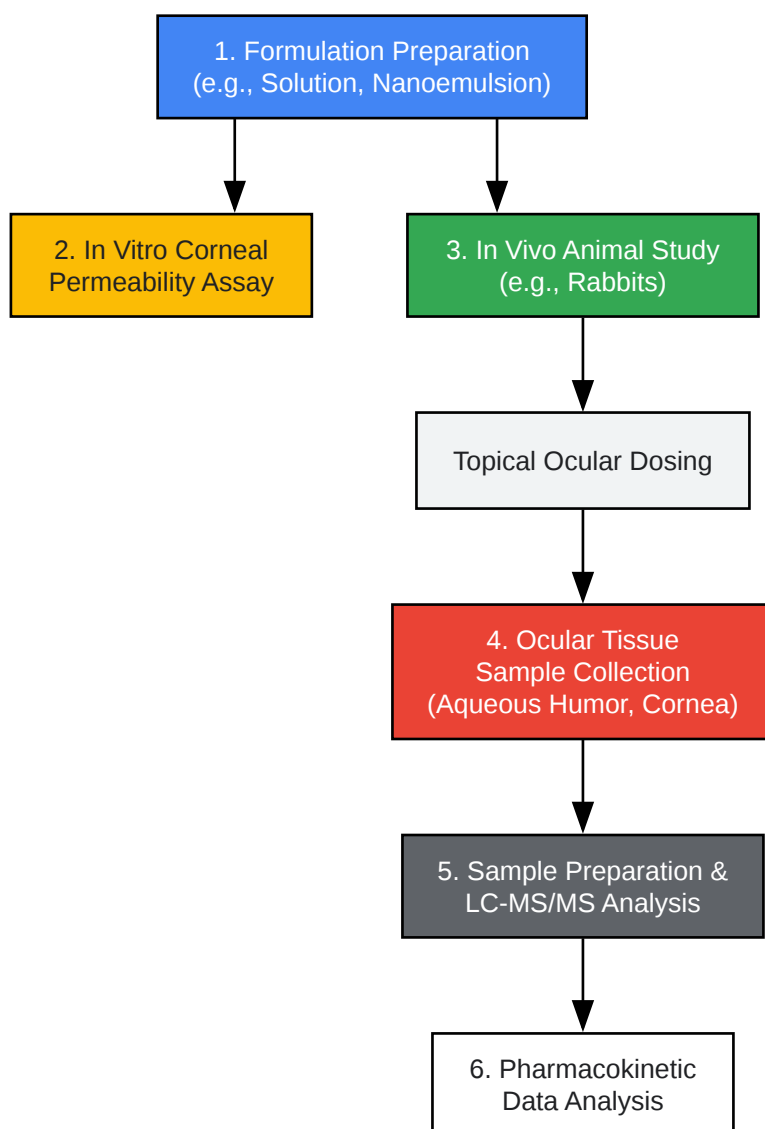 1. Formulation Preparation
(e.g., Solution, Nanoemulsion)
2. In Vitro Corneal
Permeability Assay
3. In Vivo Animal Study
(e.g., Rabbits)
Topical Ocular Dosing
4. Ocular Tissue
Sample Collection
(Aqueous Humor, Cornea)
5. Sample Preparation &
LC-MS/MS Analysis
6. Pharmacokinetic
Data Analysis